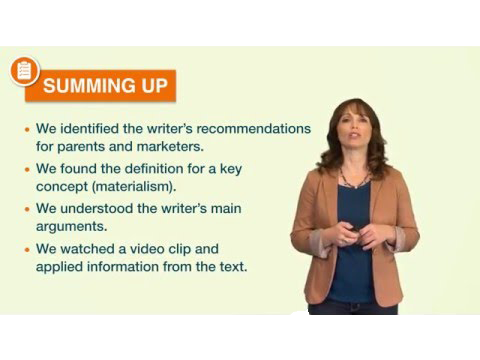 SUMMING UP
• We identified the writer's recommendations
for parents and marketers.
• We found the definition for a key
concept (materialism).
• We understood the writer's main
arguments.
• We watched a video clip and
applied information from the text.